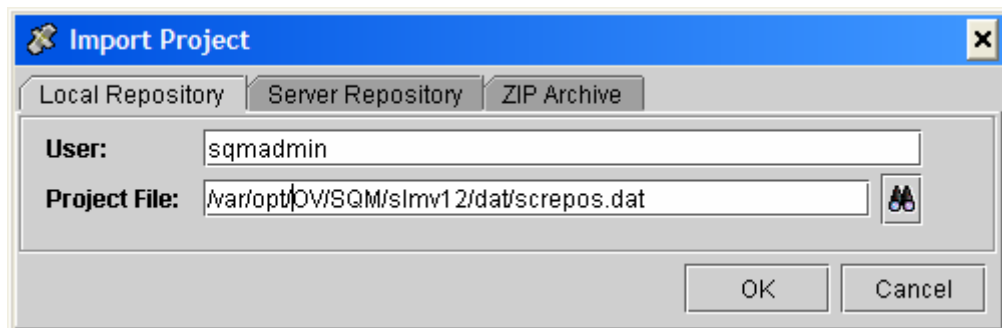 Import Project
Local Repository Server Repository ZIP Archive
User: sqmadmin
Project File: /var/opt/OV/SQM/slmv12/dat/screpos.dat
OK Cancel